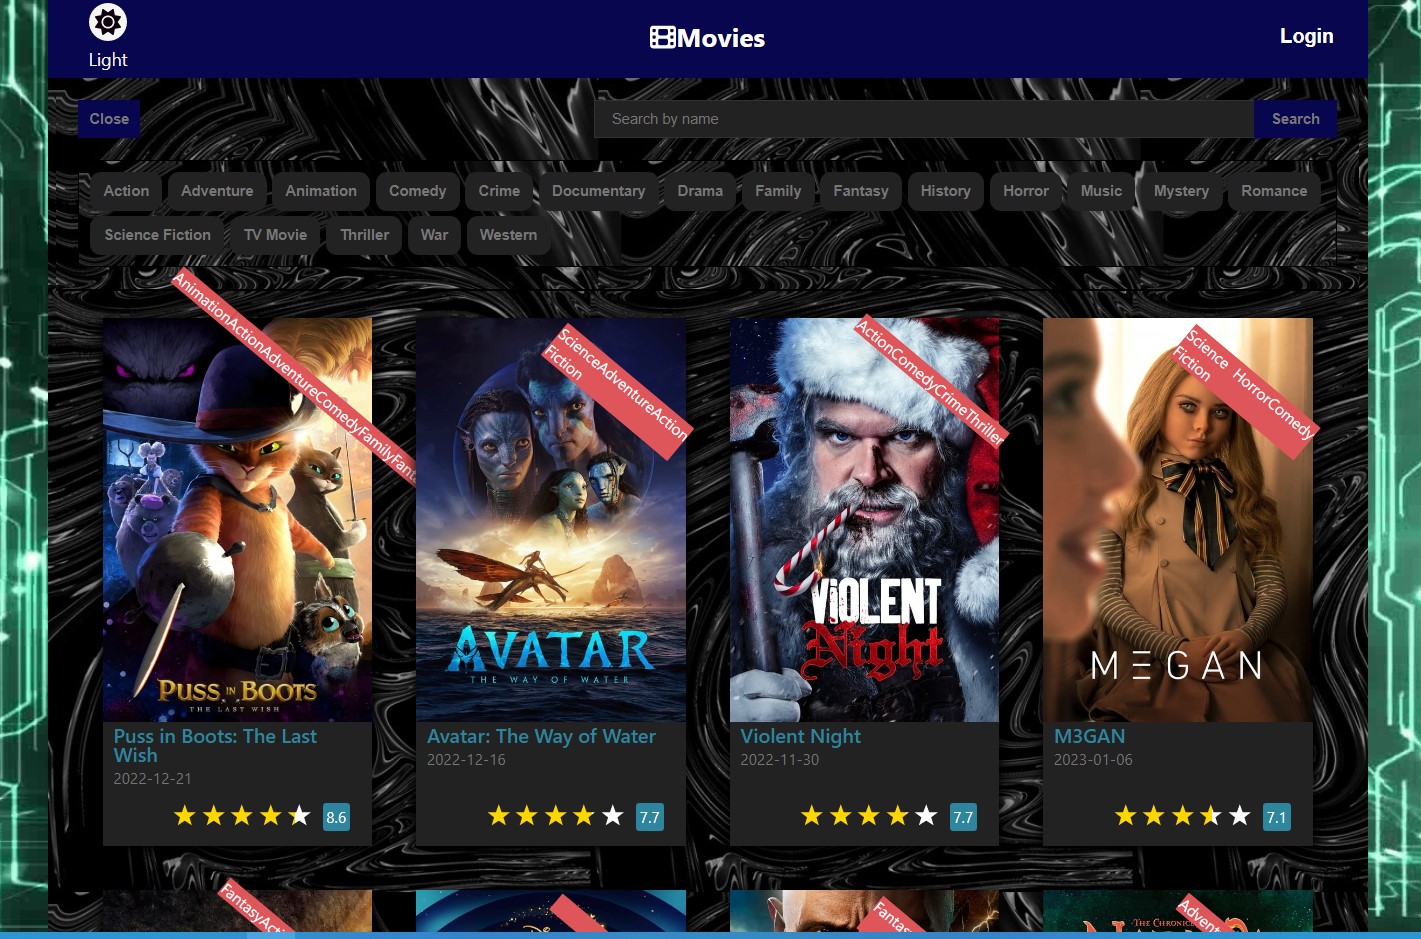 Light
Movies
Login
Close
Search by name
Search
Action Adventure Animation Comedy Crime Documentary Drama Family Fantasy History Horror Music Mystery Romance
Science Fiction TV Movie Thriller War Western
AnimationActionAdventureComedyFamilyFant
ScienceAdventureAction
Fiction
ActionComedyCrimeThriller
Science HorrorComedy
Fiction
PUSS IN BOOTS
THE LAST WISH
AVATAR
THE WAY OF WATER
VIOLENT
Night
MΞGAN
Puss in Boots: The Last
Wish
2022-12-21
8.6
Avatar: The Way of Water
2022-12-16
7.7
Violent Night
2022-11-30
7.7
M3GAN
2023-01-06
7.1
FantasyActi
Fantas
Advent
THE CHRONIC